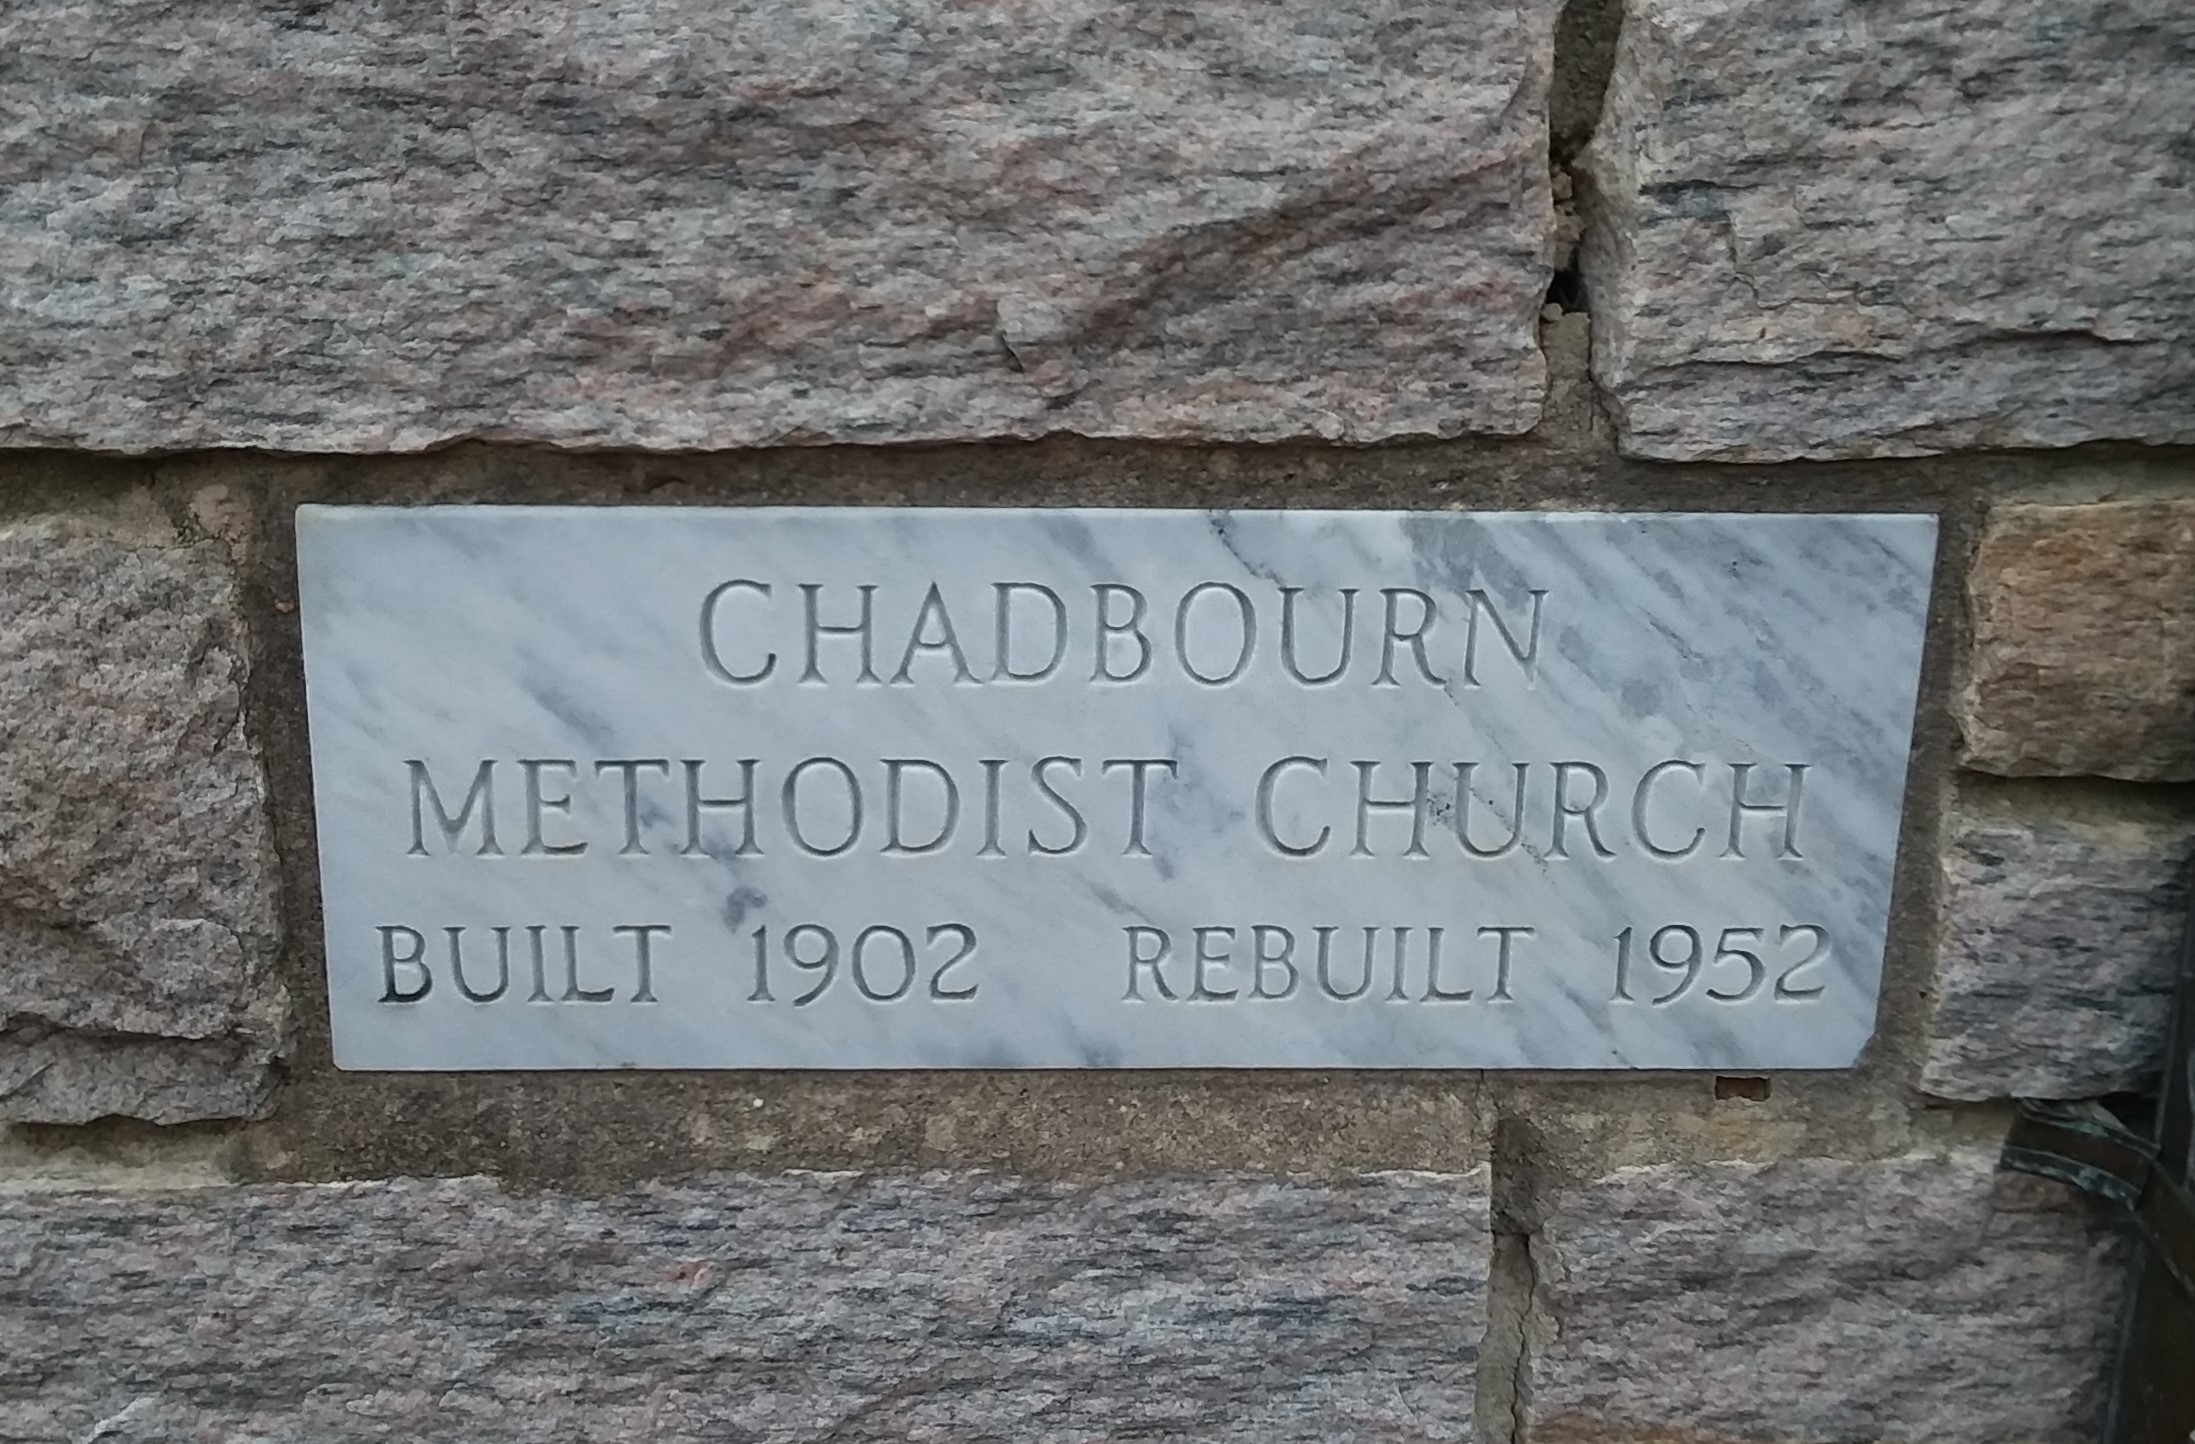 CHADBOURN
METHODIST CHURCH
BUILT 1902 REBUILT 1952